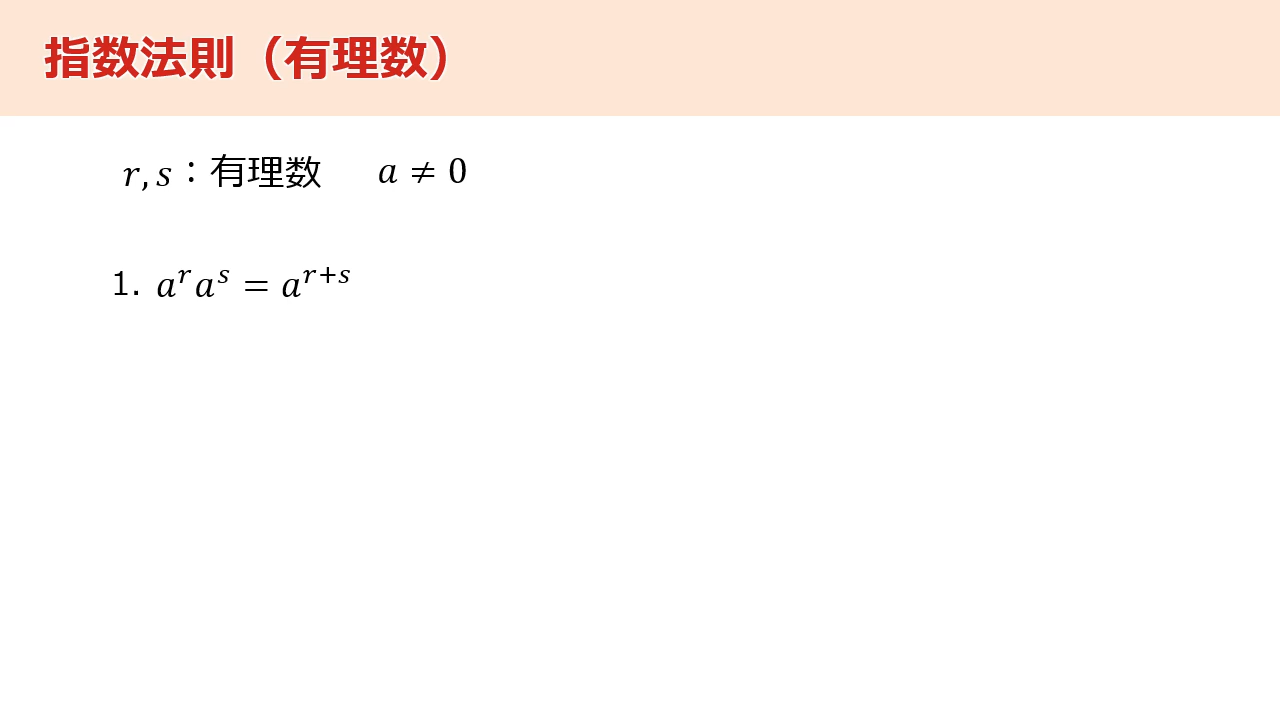 指数法則（有理数）
r, s：有理数　a ≠ 0
1. a^r a^s = a^{r+s}